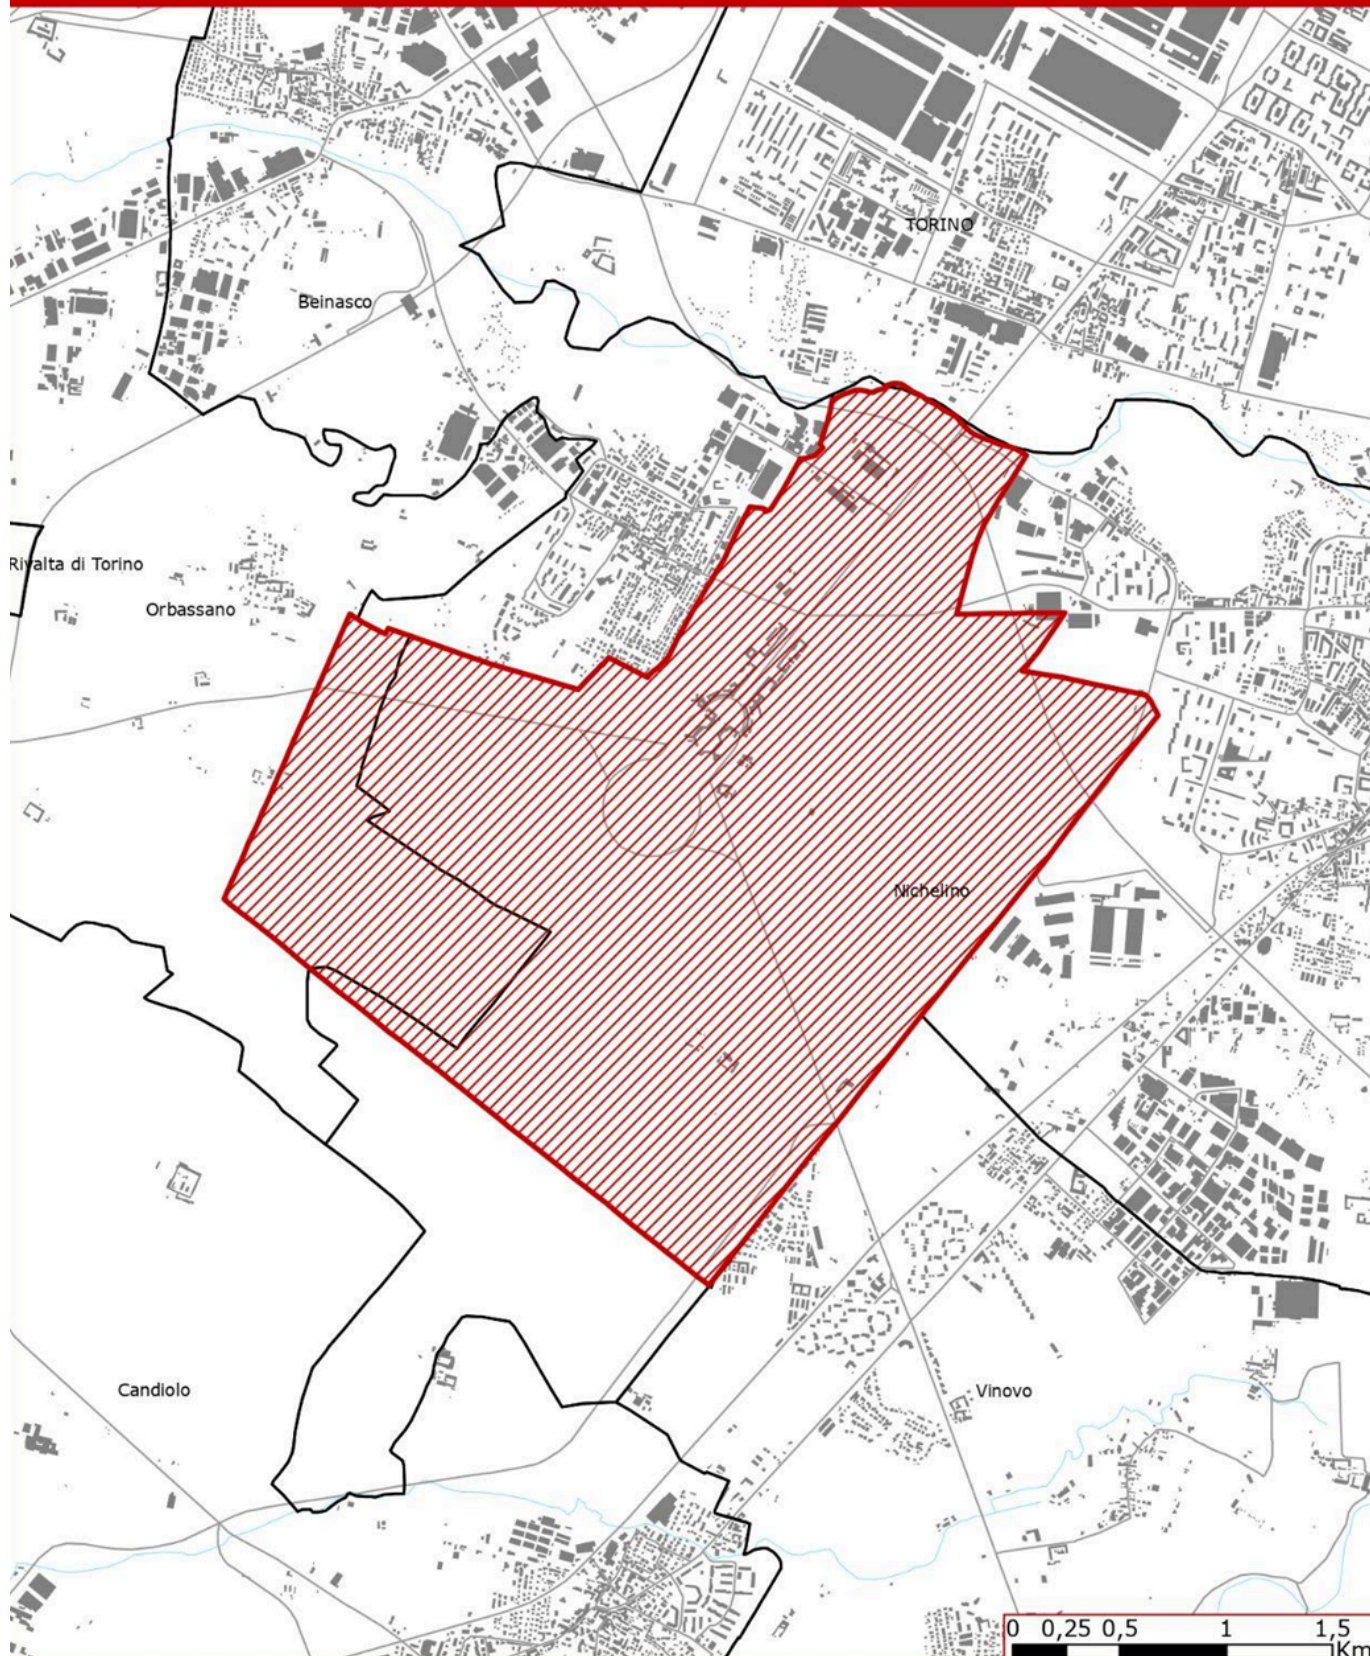 TORINO
Beinasco
Rivalta di Torino
Orbassano
Nichelino
Candiolo
Vinovo
0 0,25 0,5 1 1,5
Km